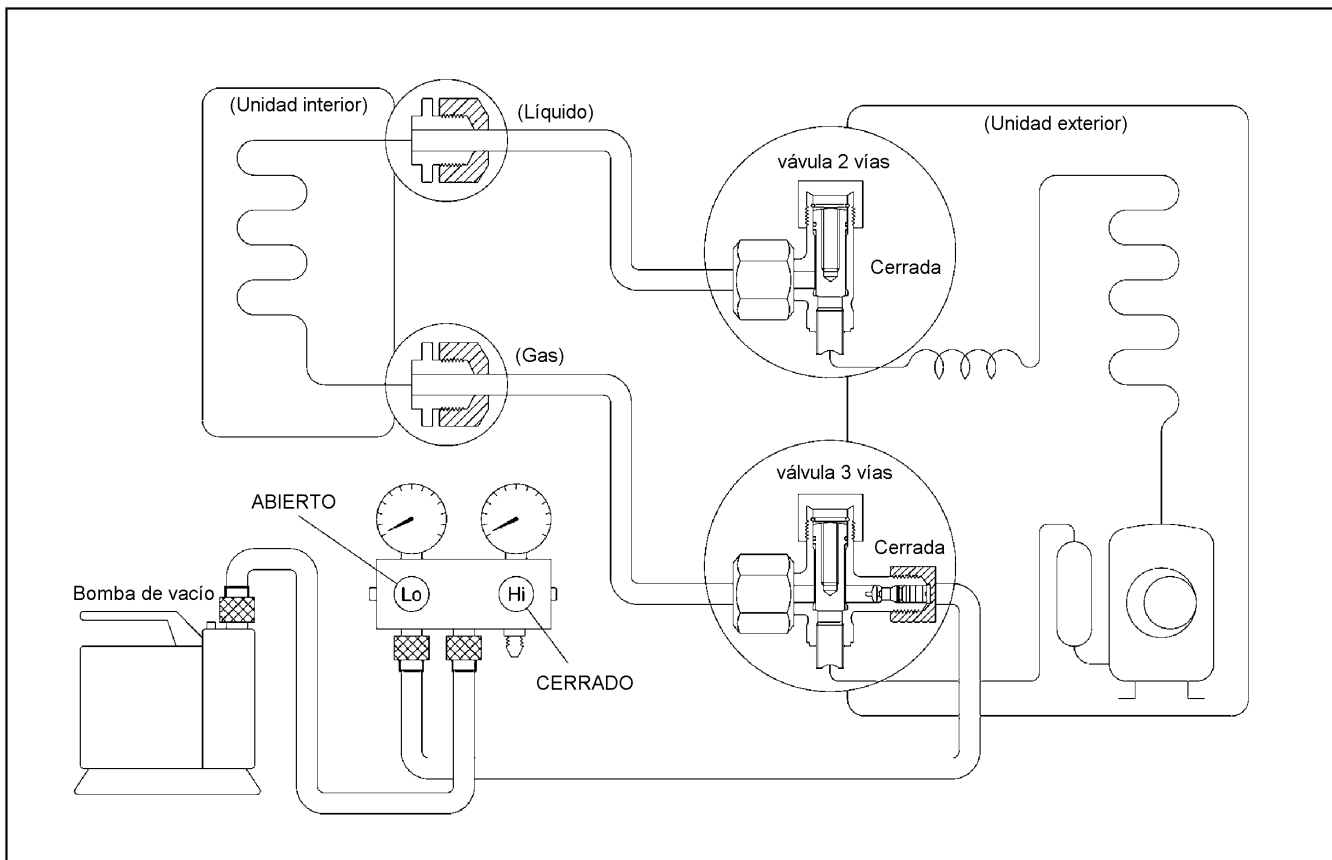 (Unidad interior)
(Líquido)
(Unidad exterior)
vávula 2 vías
Cerrada
(Gas)
válvula 3 vías
Cerrada
ABIERTO
Bomba de vacío
Lo
Hi
CERRADO